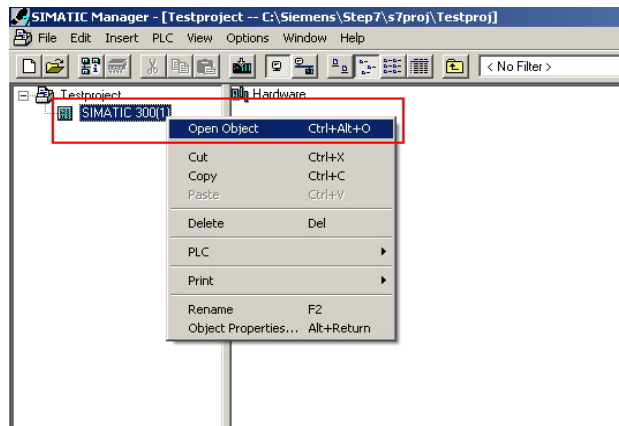 SIMATIC Manager - [Testproject -- C:\Siemens\Step7\s7proj\Testproj]
File Edit Insert PLC View Options Window Help
< No Filter >
Testproject
Hardware
SIMATIC 300(1)
Open Object Ctrl+Alt+O
Cut Ctrl+X
Copy Ctrl+C
Paste Ctrl+V
Delete Del
PLC
Print
Rename F2
Object Properties... Alt+Return